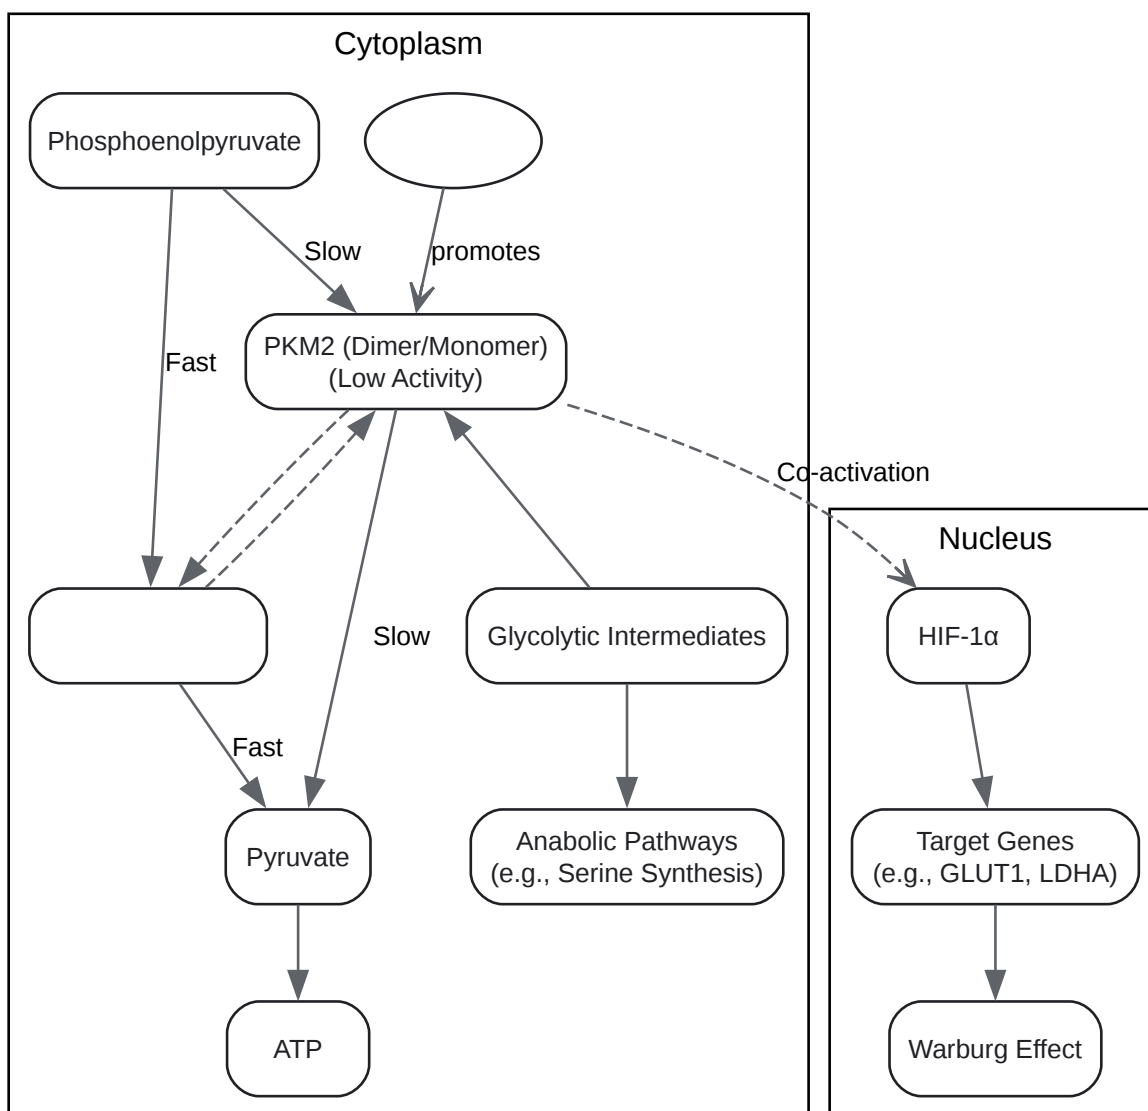 Cytoplasm
Phosphoenolpyruvate
Slow
promotes
PKM2 (Dimer/Monomer)
(Low Activity)
Fast
Co-activation
Nucleus
Slow
Glycolytic Intermediates
HIF-1α
Fast
Pyruvate
Anabolic Pathways
(e.g., Serine Synthesis)
Target Genes
(e.g., GLUT1, LDHA)
ATP
Warburg Effect